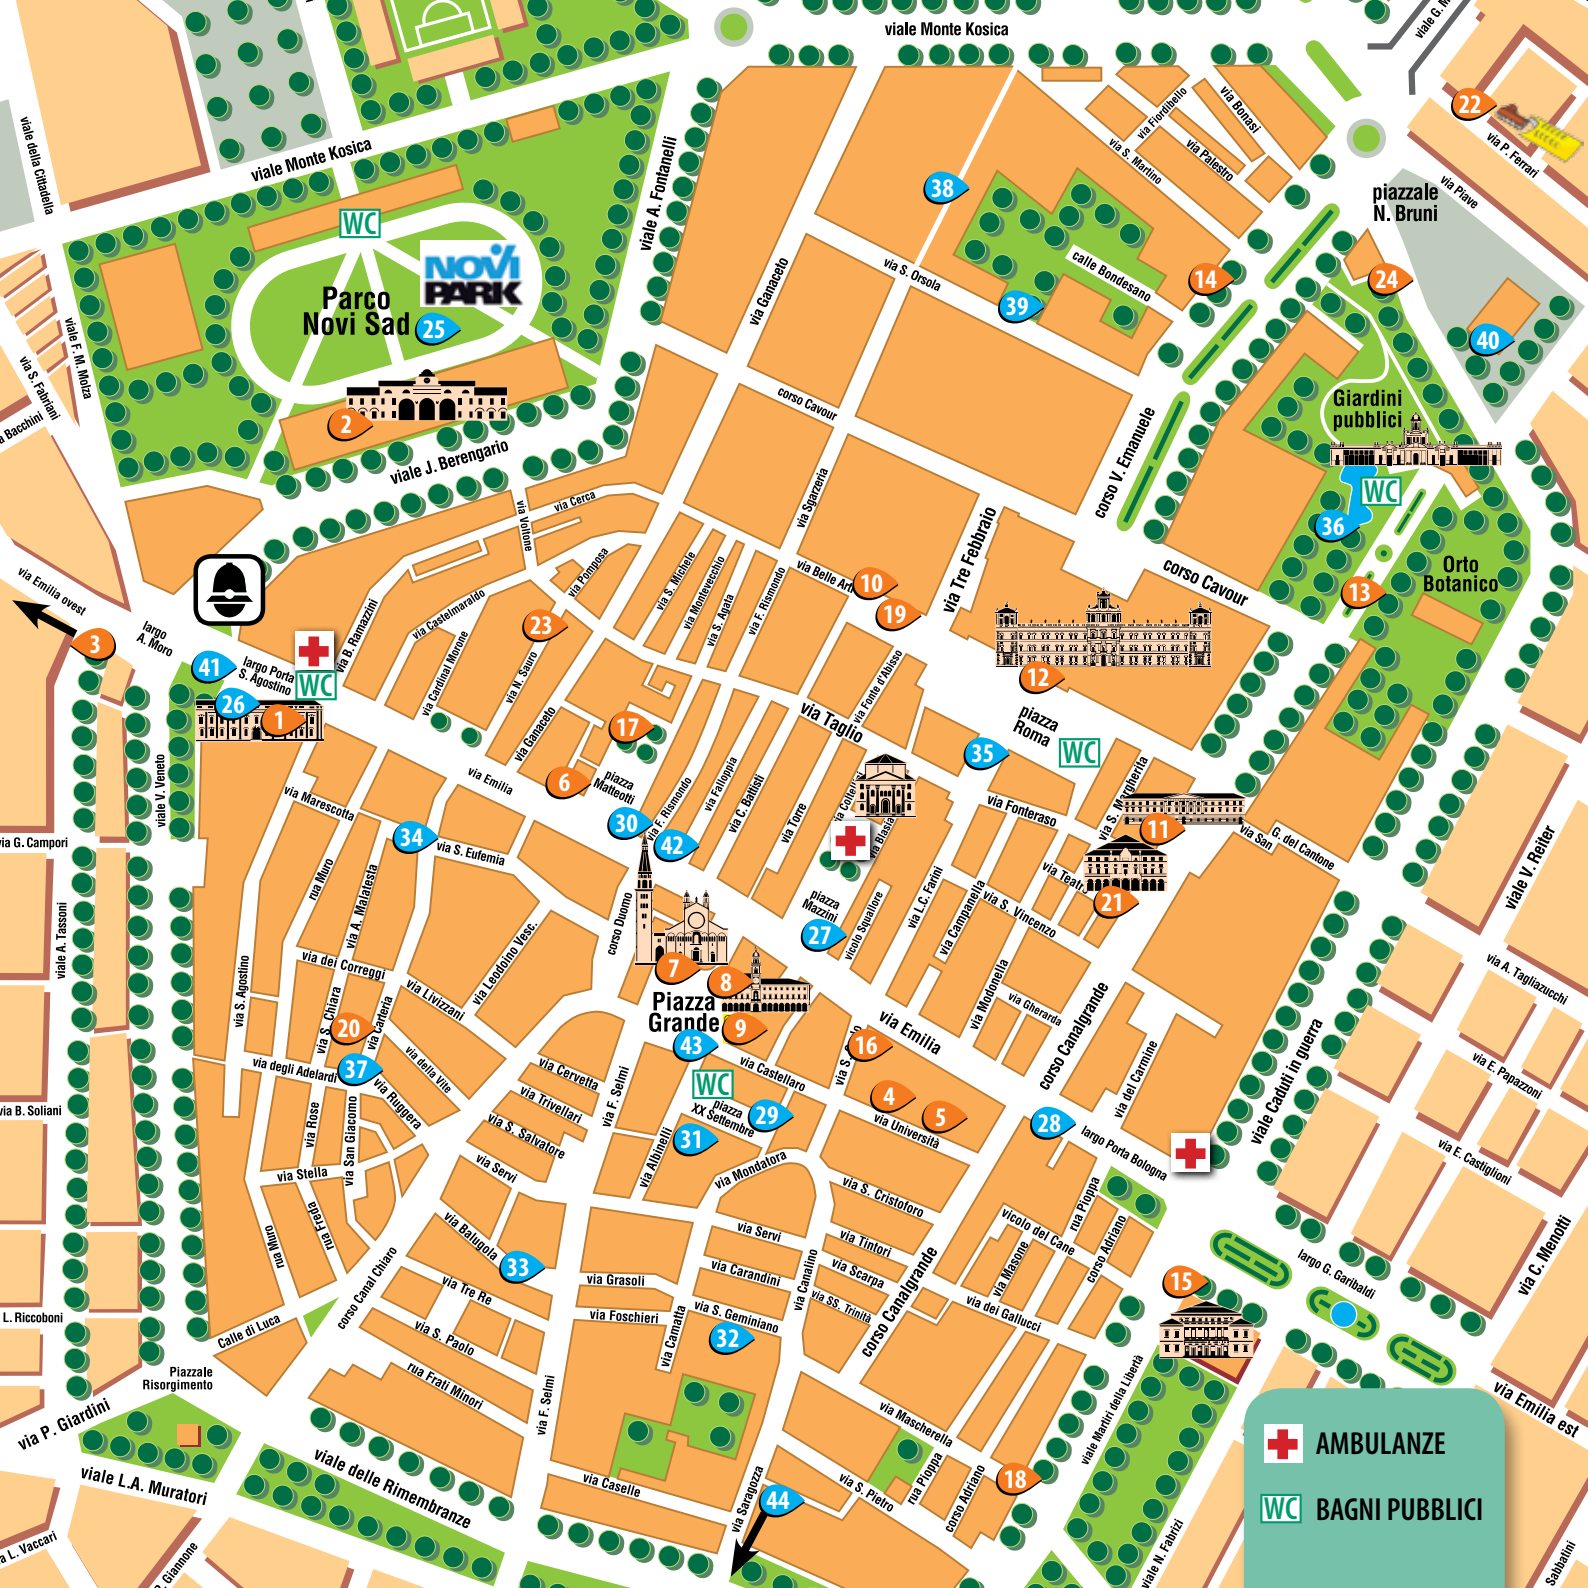 viale Monte Kosica
viale G. M
viale della Cittadella
viale Monte Kosica
WC
NOVI
PARK
Parco
Novi Sad
25
2
viale J. Berengario
viale A. Fontanelli
viale F. M. Molza
via S. Fabriani
a Bacchini
via Ganaceto
38
via S. Orsola
39
calle Bondesano
14
via Fiordibello
via Bonasi
via S. Martino
via Palestro
22
via P. Ferrari
via Piave
piazzale
N. Bruni
24
40
Giardini
pubblici
WC
36
Orto
Botanico
13
corso Cavour
corso V. Emanuele
corso Cavour
via Sgarzeria
via Tre Febbraio
via Cerca
via Voltone
via Pomposa
via S. Michele
via Montevecchio
via S. Agata
via F. Rismondo
via Belle Art
10
19
12
via Emilia ovest
3
largo
A. Moro
41
largo Porta
S. Agostino
WC
26
1
via B. Ramazzini
via Castelmaraldo
via Cardinal Morone
23
via N. Sauro
via Ganaceto
17
6
piazza
Matteotti
via Taglio
via Fonte d'Abisso
piazza
Roma
35
WC
via Fonteraso
via S. Margherita
11
via San
G. del Cantone
via Teatr
21
via Emilia
via Marescotta
34
via S. Eufemia
30
via F. Rismondo
42
via Falloppia
via C. Battisti
via Torre
via Colle
via Blasia
piazza
Mazzini
27
vicolo Squallore
via L.C. Farini
via Campanella
via S. Vincenzo
via Modonella
via Gherarda
via V. Veneto
via G. Campori
viale A. Tassoni
rua Muro
via A. Malatesta
via dei Correggi
via Livizzani
via Leodoino Vesc.
corso Duomo
7
8
Piazza
Grande
9
43
via Castellaro
via S.
16
via Emilia
4
5
via Università
corso Canalgrande
via del Carmine
28
largo Porta Bologna
viale Caduti in guerra
viale V. Reiter
via A. Tagliazucchi
via E. Papazzoni
via E. Castiglioni
via C. Menotti
via S. Agostino
via S. Chiara
20
via Carteria
via degli Adelardi
37
via della Vite
via Ruggera
via Rose
via San Giacomo
via Stella
rua Muro
rua Freda
via B. Soliani
L. Riccoboni
via Cervetta
via Trivellari
via S. Salvatore
via Servi
via F. Selmi
WC
piazza
XX Settembre
29
31
via Albinelli
via Mondatora
via S. Cristoforo
via Balugola
33
via Tre Re
via S. Paolo
rua Frati Minori
corso Canal Chiaro
via Grasoli
via Foschieri
via Camatta
via Servi
via Carandini
via S. Geminiano
32
via Canalino
via Tintori
via Scarpa
via SS. Trinità
corso Canalgrande
rua Pioppa
vicolo del Cane
via Masone
corso Adriano
via dei Gallucci
15
largo G. Garibaldi
via Emilia est
Calle di Luca
Piazzale
Risorgimento
via P. Giardini
viale L.A. Muratori
viale delle Rimembranze
via F. Selmi
via Caselle
via Saragozza
44
via Mascherella
via S. Pietro
rua Pioppa
corso Adriano
18
viale Martiri della Libertà
viale N. Fabrizi
a L. Vaccari
Giannone
Sabbatini
AMBULANZE
WC BAGNI PUBBLICI